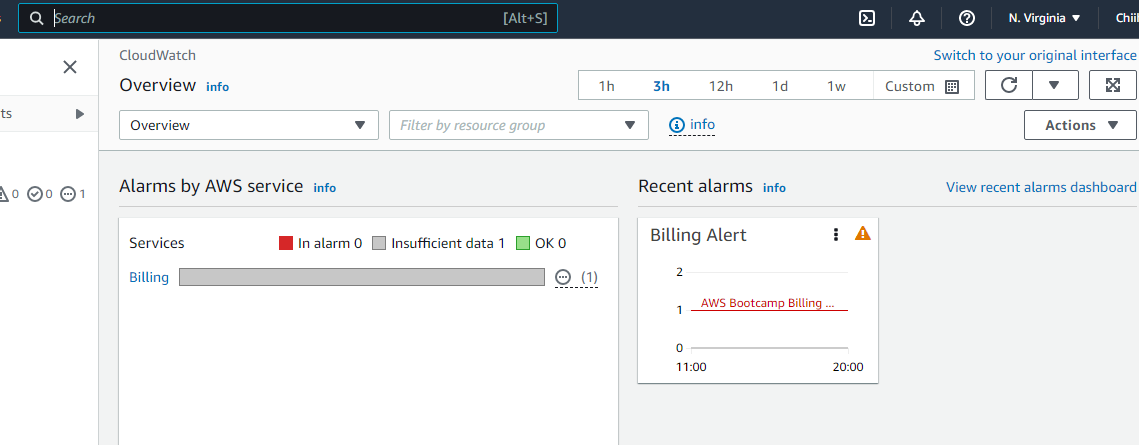 Search [Alt+S] N. Virginia Chiil
CloudWatch Switch to your original interface
Overview info 1h 3h 12h 1d 1w Custom
ts
Overview Filter by resource group info Actions
0 0 1
Alarms by AWS service info Recent alarms info View recent alarms dashboard
Services In alarm 0 Insufficient data 1 OK 0
Billing (1)
Billing Alert
2
AWS Bootcamp Billing ...
1
0
11:00 20:00